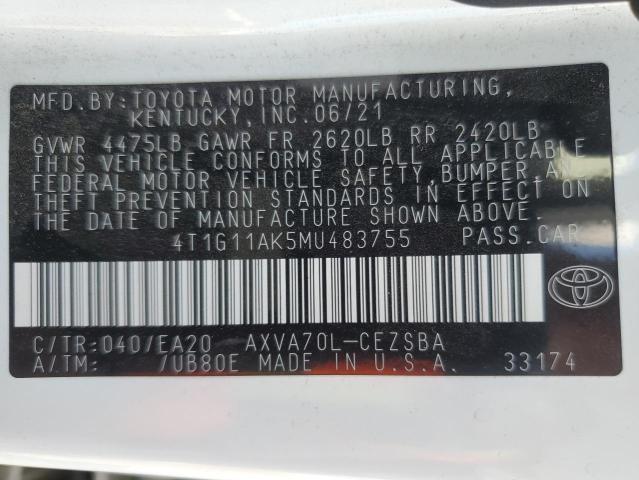 MFD.BY:TOYOTA MOTOR MANUFACTURING,
KENTUCKY,INC.06/21
GVWR 4475LB GAWR FR 2620LB RR 2420LB
THIS VEHICLE CONFORMS TO ALL APPLICABLE
FEDERAL MOTOR VEHICLE SAFETY, BUMPER,AND
THEFT PREVENTION STANDARDS IN EFFECT ON
THE DATE OF MANUFACTURE SHOWN ABOVE.
4T1G11AK5MU483755 PASS.CAR
C/TR:040/EA20 AXVA70L-CEZSBA
A/TM: /UB80E MADE IN U.S.A. 33174